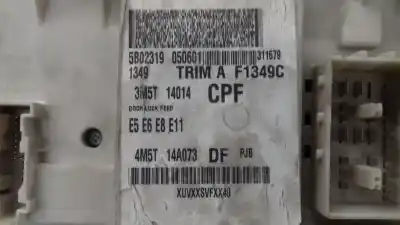 5B02319 050601 311679
1349 TRIM A F1349C
3M5T 14014 CPF
DOOR LOCK FEED
E5 E6 E8 E11
4M5T 14A073 DF PJB
XUVXXSVFXX40